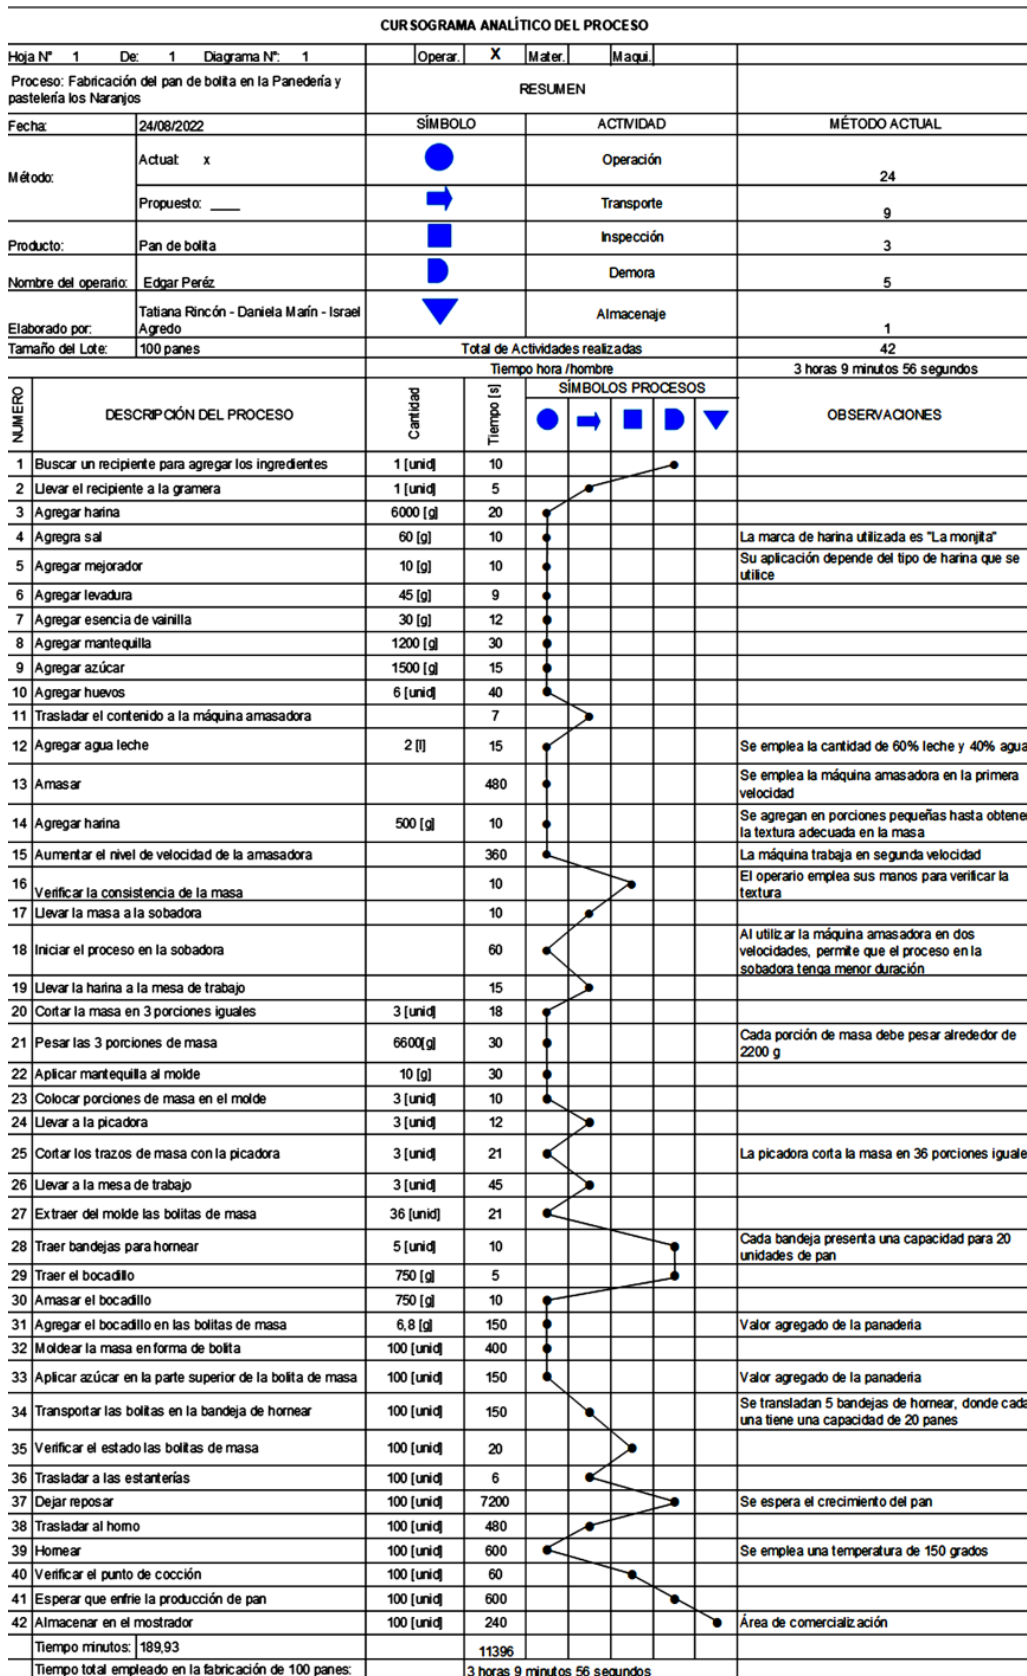 CURSOGRAMA ANALÍTICO DEL PROCESO
Hoja N° 1 De: 1 Diagrama N°: 1 Operar. X Mater. Maqui.
Proceso: Fabricación del pan de bolita en la Panedería y
pastelería los Naranjos
RESUMEN
Fecha: 24/08/2022 SÍMBOLO ACTIVIDAD MÉTODO ACTUAL
Método:
Actual: x
Operación 24
Propuesto: ____
Transporte 9
Producto: Pan de bolita
Inspección 3
Nombre del operario: Edgar Peréz
Demora 5
Elaborado por:
Tatiana Rincón - Daniela Marín - Israel
Agredo
Almacenaje 1
Tamaño del Lote: 100 panes Total de Actividades realizadas 42
Tiempo hora /hombre 3 horas 9 minutos 56 segundos
NUMERO DESCRIPCIÓN DEL PROCESO Cantidad Tiempo [s] SÍMBOLOS PROCESOS OBSERVACIONES
1 Buscar un recipiente para agregar los ingredientes 1 [unid] 10
2 Llevar el recipiente a la gramera 1 [unid] 5
3 Agregar harina 6000 [g] 20
4 Agregra sal 60 [g] 10 La marca de harina utilizada es "La monjita"
5 Agregar mejorador 10 [g] 10 Su aplicación depende del tipo de harina que se
utilice
6 Agregar levadura 45 [g] 9
7 Agregar esencia de vainilla 30 [g] 12
8 Agregar mantequilla 1200 [g] 30
9 Agregar azúcar 1500 [g] 15
10 Agregar huevos 6 [unid] 40
11 Trasladar el contenido a la máquina amasadora 7
12 Agregar agua leche 2 [l] 15 Se emplea la cantidad de 60% leche y 40% agua
13 Amasar 480 Se emplea la máquina amasadora en la primera
velocidad
14 Agregar harina 500 [g] 10 Se agregan en porciones pequeñas hasta obtener
la textura adecuada en la masa
15 Aumentar el nivel de velocidad de la amasadora 360 La máquina trabaja en segunda velocidad
16 Verificar la consistencia de la masa 10 El operario emplea sus manos para verificar la
textura
17 Llevar la masa a la sobadora 10
18 Iniciar el proceso en la sobadora 60 Al utilizar la máquina amasadora en dos
velocidades, permite que el proceso en la
sobadora tenga menor duración
19 Llevar la harina a la mesa de trabajo 15
20 Cortar la masa en 3 porciones iguales 3 [unid] 18
21 Pesar las 3 porciones de masa 6600[g] 30 Cada porción de masa debe pesar alrededor de
2200 g
22 Aplicar mantequilla al molde 10 [g] 30
23 Colocar porciones de masa en el molde 3 [unid] 10
24 Llevar a la picadora 3 [unid] 12
25 Cortar los trazos de masa con la picadora 3 [unid] 21 La picadora corta la masa en 36 porciones iguale
26 Llevar a la mesa de trabajo 3 [unid] 45
27 Extraer del molde las bolitas de masa 36 [unid] 21
28 Traer bandejas para hornear 5 [unid] 10 Cada bandeja presenta una capacidad para 20
unidades de pan
29 Traer el bocadillo 750 [g] 5
30 Amasar el bocadillo 750 [g] 10
31 Agregar el bocadillo en las bolitas de masa 6,8 [g] 150 Valor agregado de la panaderia
32 Moldear la masa en forma de bolita 100 [unid] 400
33 Aplicar azúcar en la parte superior de la bolita de masa 100 [unid] 150 Valor agregado de la panaderia
34 Transportar las bolitas en la bandeja de hornear 100 [unid] 150 Se transladan 5 bandejas de hornear, donde cada
una tiene una capacidad de 20 panes
35 Verificar el estado las bolitas de masa 100 [unid] 20
36 Trasladar a las estanterías 100 [unid] 6
37 Dejar reposar 100 [unid] 7200 Se espera el crecimiento del pan
38 Trasladar al horno 100 [unid] 480
39 Hornear 100 [unid] 600 Se emplea una temperatura de 150 grados
40 Verificar el punto de cocción 100 [unid] 60
41 Esperar que enfrie la producción de pan 100 [unid] 600
42 Almacenar en el mostrador 100 [unid] 240 Área de comercialización
Tiempo minutos: 189,93 11396
Tiempo total empleado en la fabricación de 100 panes: 3 horas 9 minutos 56 segundos